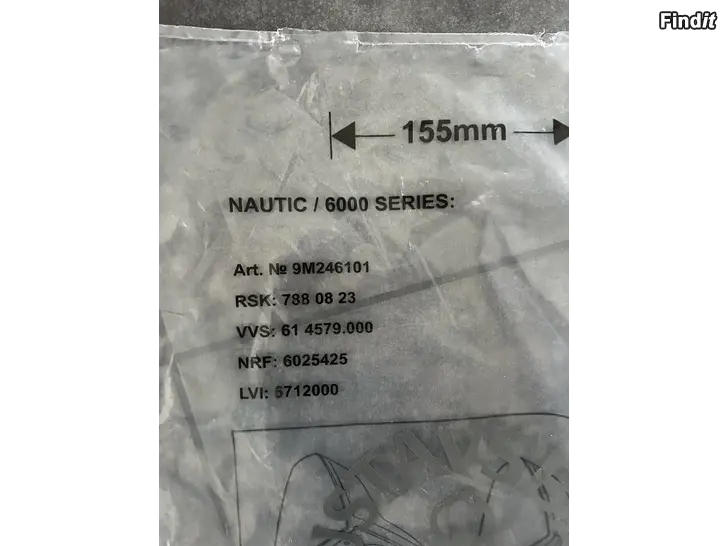 Findit
155mm
NAUTIC / 6000 SERIES:
Art. № 9M246101
RSK: 788 08 23
VVS: 61 4579.000
NRF: 6025425
LVI: 5712000